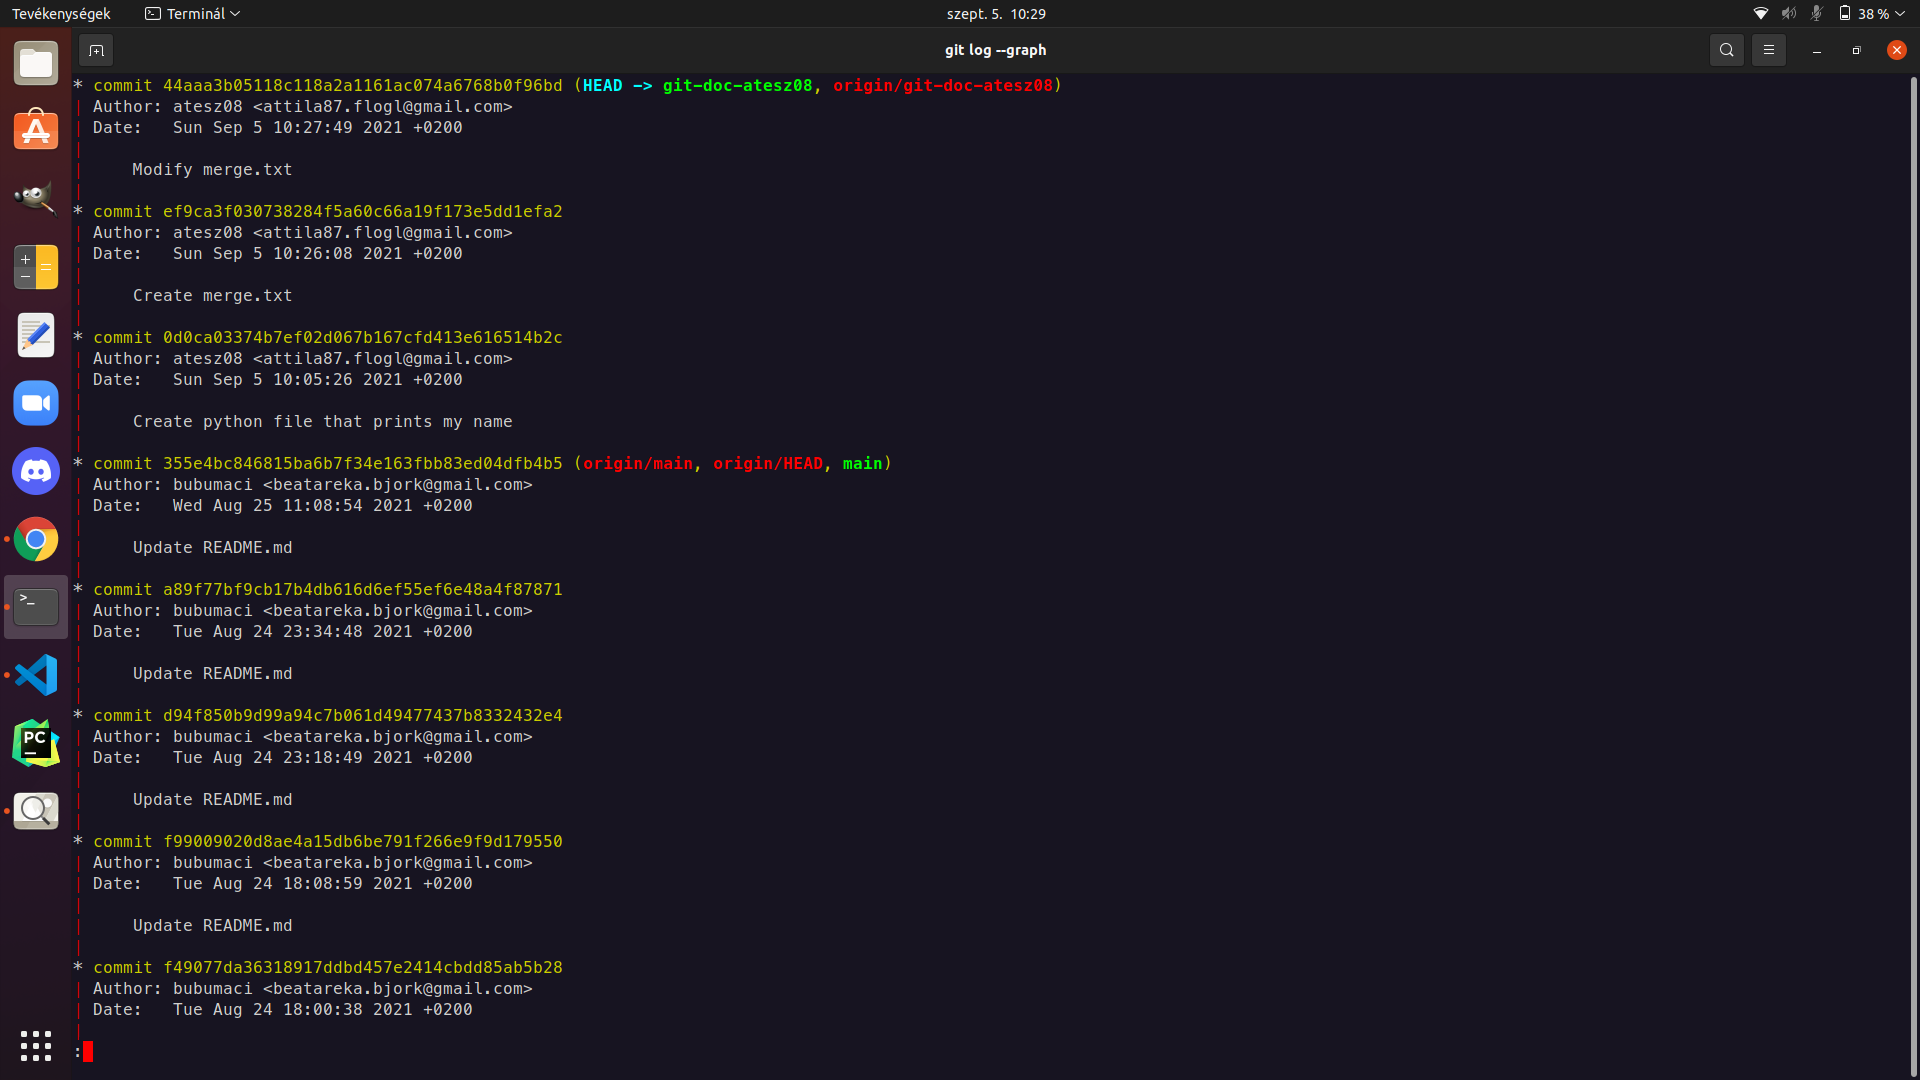 Tevékenységek Terminál szept. 5. 10:29 38 %
git log --graph
* commit 44aaa3b05118c118a2a1161ac074a6768b0f96bd (HEAD -> git-doc-atesz08, origin/git-doc-atesz08)
| Author: atesz08 <attila87.flogl@gmail.com>
| Date:   Sun Sep 5 10:27:49 2021 +0200
|
|     Modify merge.txt
|
* commit ef9ca3f030738284f5a60c66a19f173e5dd1efa2
| Author: atesz08 <attila87.flogl@gmail.com>
| Date:   Sun Sep 5 10:26:08 2021 +0200
|
|     Create merge.txt
|
* commit 0d0ca03374b7ef02d067b167cfd413e616514b2c
| Author: atesz08 <attila87.flogl@gmail.com>
| Date:   Sun Sep 5 10:05:26 2021 +0200
|
|     Create python file that prints my name
|
* commit 355e4bc846815ba6b7f34e163fbb83ed04dfb4b5 (origin/main, origin/HEAD, main)
| Author: bubumaci <beatareka.bjork@gmail.com>
| Date:   Wed Aug 25 11:08:54 2021 +0200
|
|     Update README.md
|
* commit a89f77bf9cb17b4db616d6ef55ef6e48a4f87871
| Author: bubumaci <beatareka.bjork@gmail.com>
| Date:   Tue Aug 24 23:34:48 2021 +0200
|
|     Update README.md
|
* commit d94f850b9d99a94c7b061d49477437b8332432e4
| Author: bubumaci <beatareka.bjork@gmail.com>
| Date:   Tue Aug 24 23:18:49 2021 +0200
|
|     Update README.md
|
* commit f99009020d8ae4a15db6be791f266e9f9d179550
| Author: bubumaci <beatareka.bjork@gmail.com>
| Date:   Tue Aug 24 18:08:59 2021 +0200
|
|     Update README.md
|
* commit f49077da36318917ddbd457e2414cbdd85ab5b28
| Author: bubumaci <beatareka.bjork@gmail.com>
| Date:   Tue Aug 24 18:00:38 2021 +0200
|
:
PC